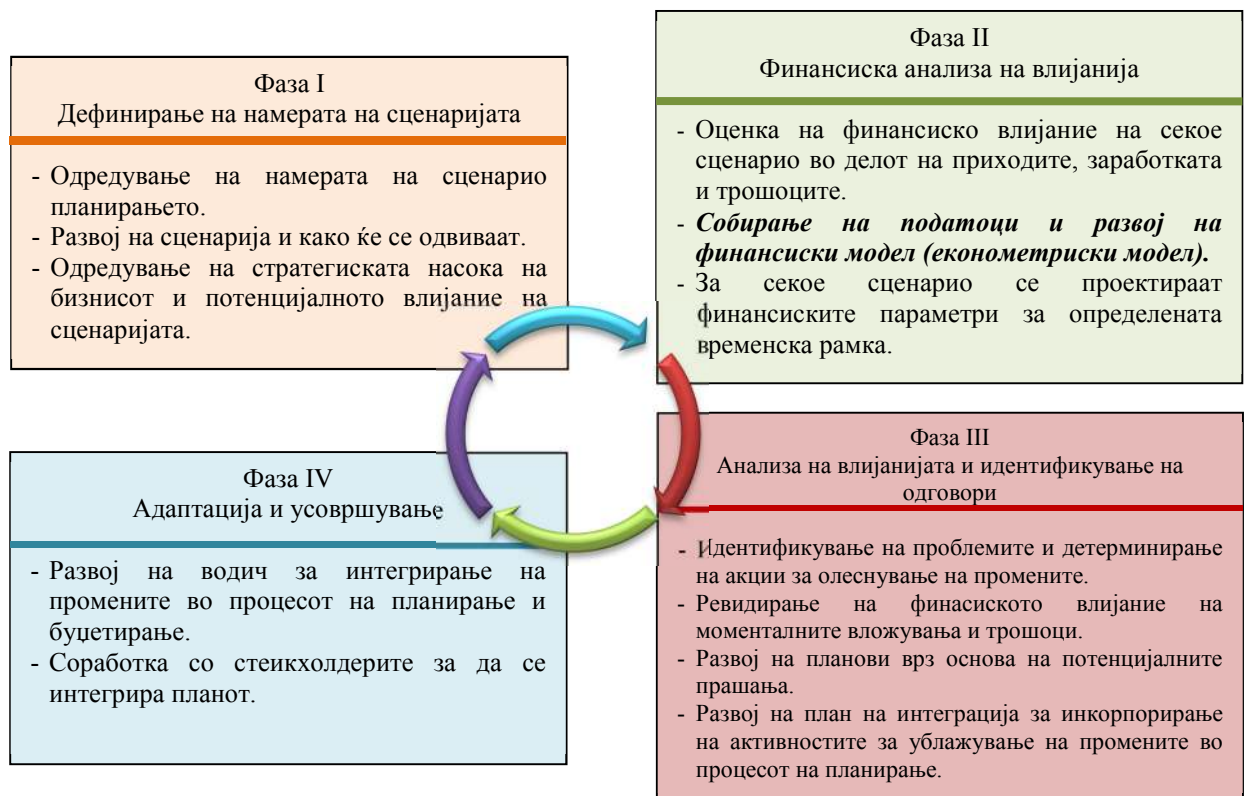 Фаза I
Дефинирање на намерата на сценаријата
- Одредување на намерата на сценарио
планирањето.
- Развој на сценарија и како ќе се одвиваат.
- Одредување на стратегиската насока на
бизнисот и потенцијалното влијание на
сценаријата.
Фаза II
Финансиска анализа на влијанија
- Оценка на финансиско влијание на секое
сценарио во делот на приходите, заработката
и трошоците.
- Собирање на податоци и развој на
финансиски модел (економетриски модел).
- За секое сценарио се проектираат
финансиските параметри за определената
временска рамка.
Фаза III
Анализа на влијанијата и идентификување на
одговори
- Идентификување на проблемите и детерминирање
на акции за олеснување на промените.
- Ревидирање на финасиското влијание на
моменталните вложувања и трошоци.
- Развој на планови врз основа на потенцијалните
прашања.
- Развој на план на интеграција за инкорпорирање
на активностите за ублажување на промените во
процесот на планирање.
Фаза IV
Адаптација и усовршување
- Развој на водич за интегрирање на
промените во процесот на планирање и
буџетирање.
- Соработка со стеикхолдерите за да се
интегрира планот.